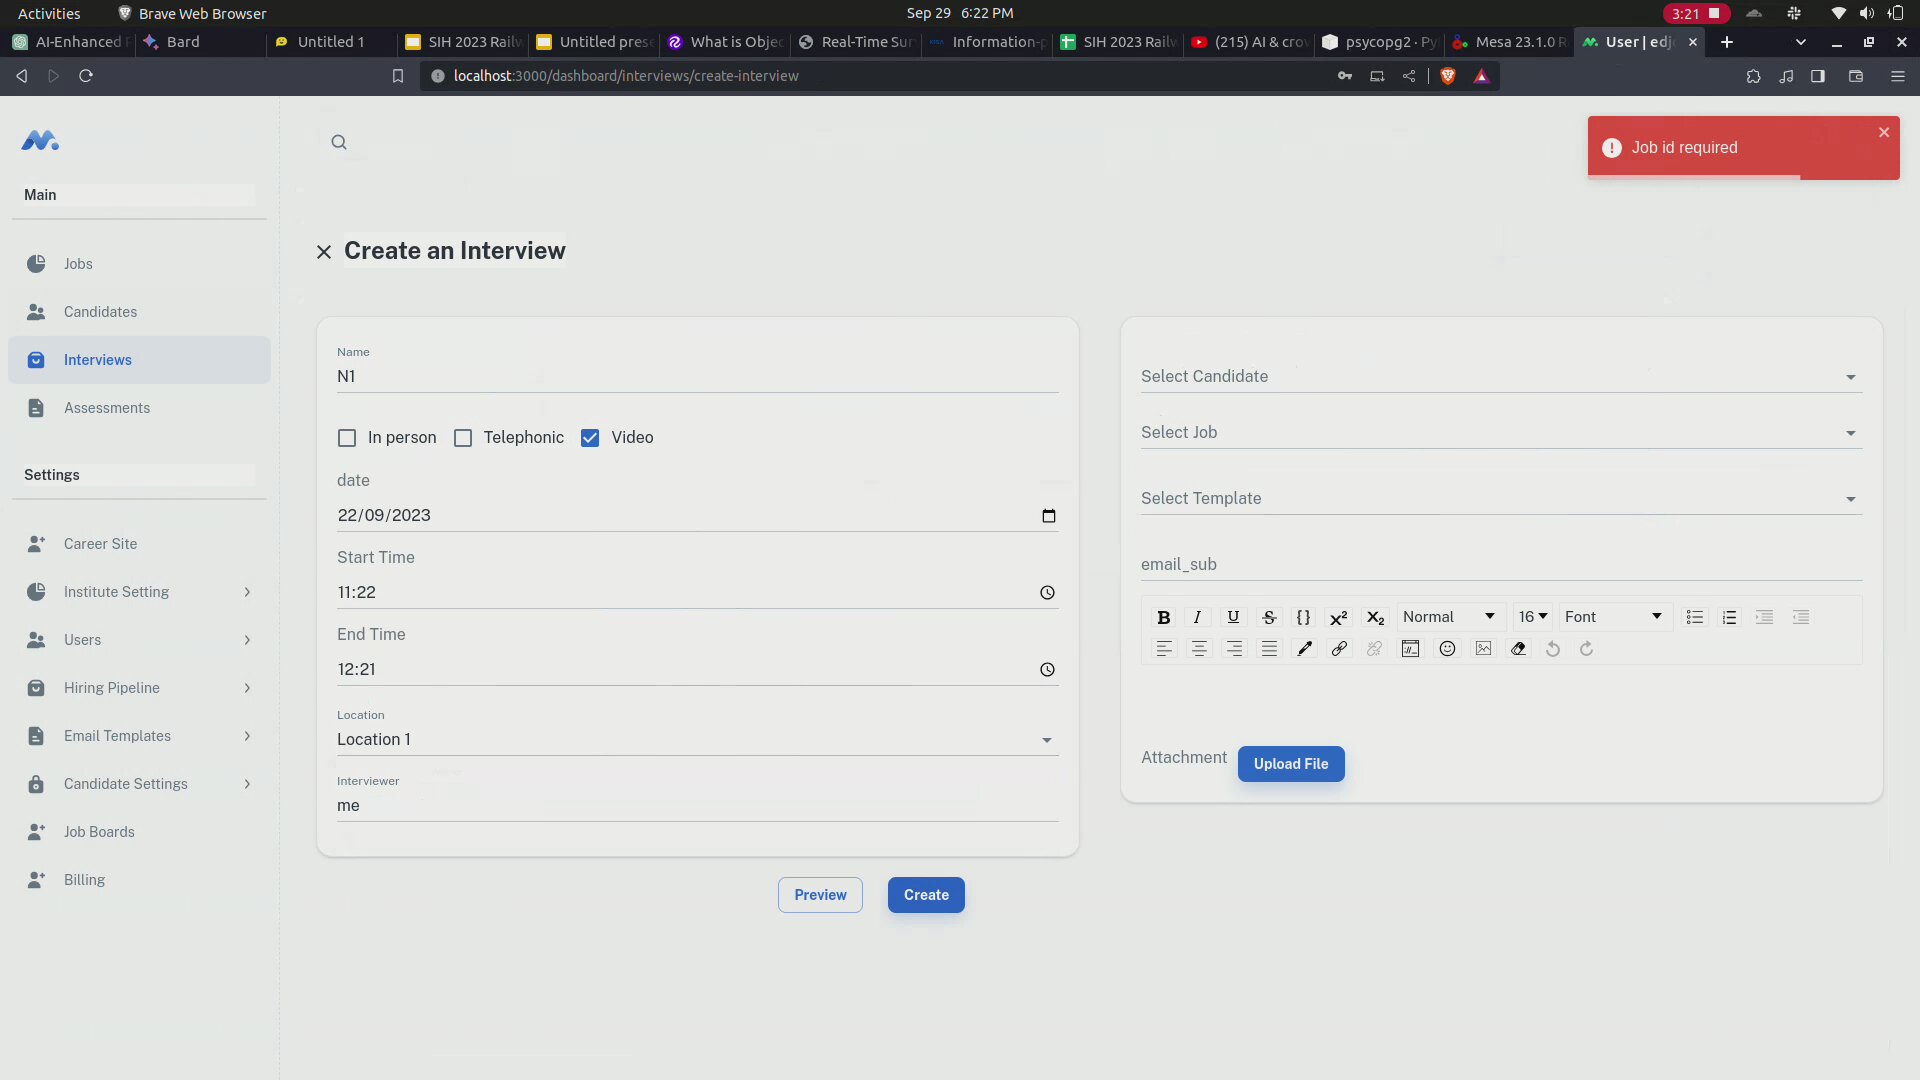 Activities
Brave Web Browser
Sep 29 6:22 PM
3:21
AI-Enhanced
Bard
Untitled 1
SIH 2023 Railw
Untitled prese
What is Objec
Real-Time Sur
Information-p
SIH 2023 Railw
(215) AI & crow
psycopg2 · Py
Mesa 23.1.0 R
User | edjo
localhost:3000/dashboard/interviews/create-interview
Job id required
Main
Jobs
Candidates
Interviews
Assessments
Settings
Career Site
Institute Setting
Users
Hiring Pipeline
Email Templates
Candidate Settings
Job Boards
Billing
Create an Interview
Name
N1
In person
Telephonic
Video
date
22/09/2023
Start Time
11:22
End Time
12:21
Location
Location 1
Interviewer
me
Select Candidate
Select Job
Select Template
email_sub
B I U S {} x² X₂ Normal 16 Font
Attachment
Upload File
Preview
Create